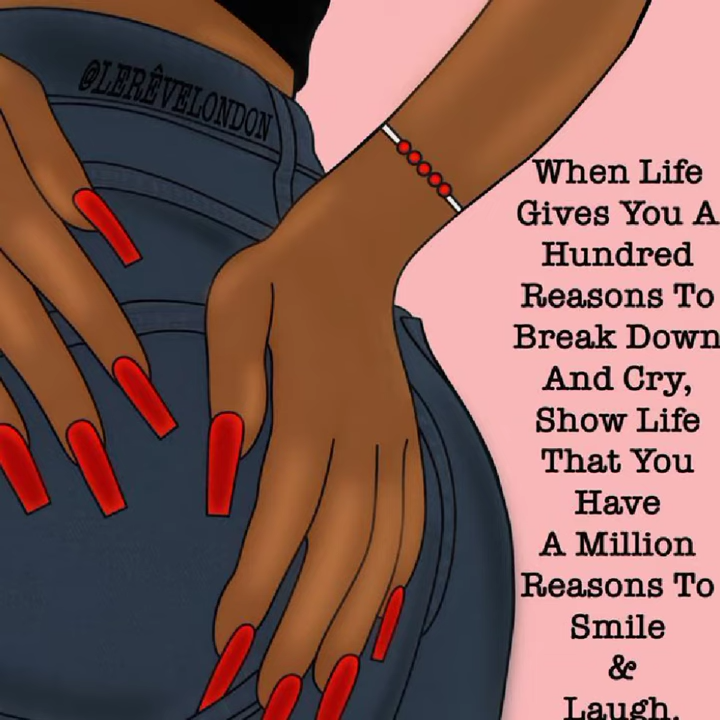 @LERÊVELONDON
When Life
Gives You A
Hundred
Reasons To
Break Down
And Cry,
Show Life
That You
Have
A Million
Reasons To
Smile
&
Laugh.